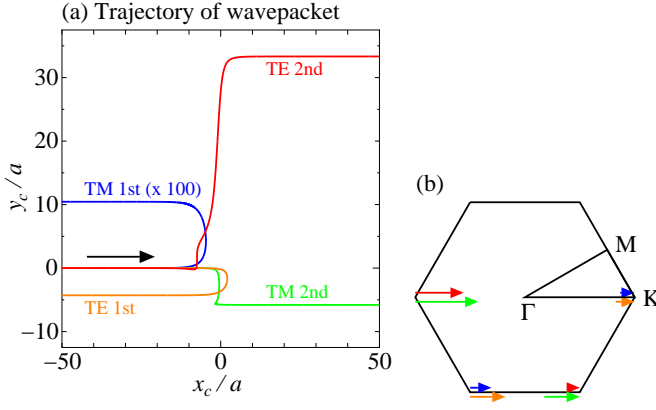 (a) Trajectory of wavepacket
y_c / a
30
20
10
0
−10
−50
0
50
x_c / a
TE 2nd
TM 1st (x 100)
TE 1st
TM 2nd
(b)
M
Γ
K